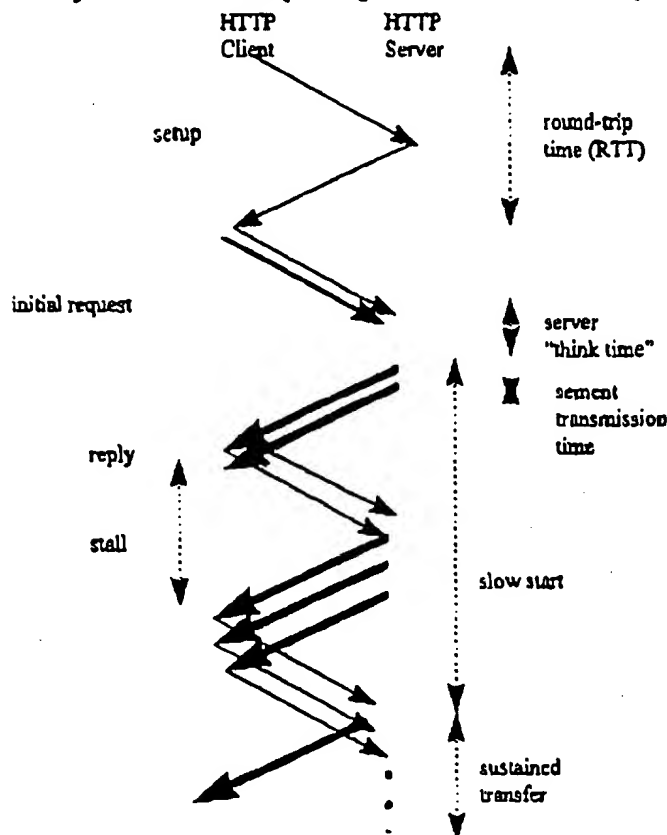 HTTP
Client
HTTP
Server
setup
round-trip
time (RTT)
initial request
server
"think time"
sement
transmission
time
reply
stall
slow start
sustained
transfer